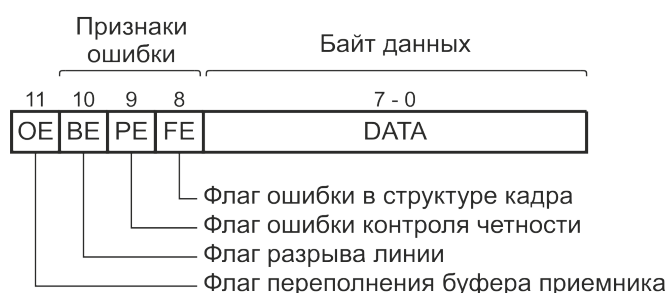 Признаки
ошибки
Байт данных
11 10 9 8 7 - 0
OE BE PE FE DATA
Флаг ошибки в структуре кадра
Флаг ошибки контроля четности
Флаг разрыва линии
Флаг переполнения буфера приемника